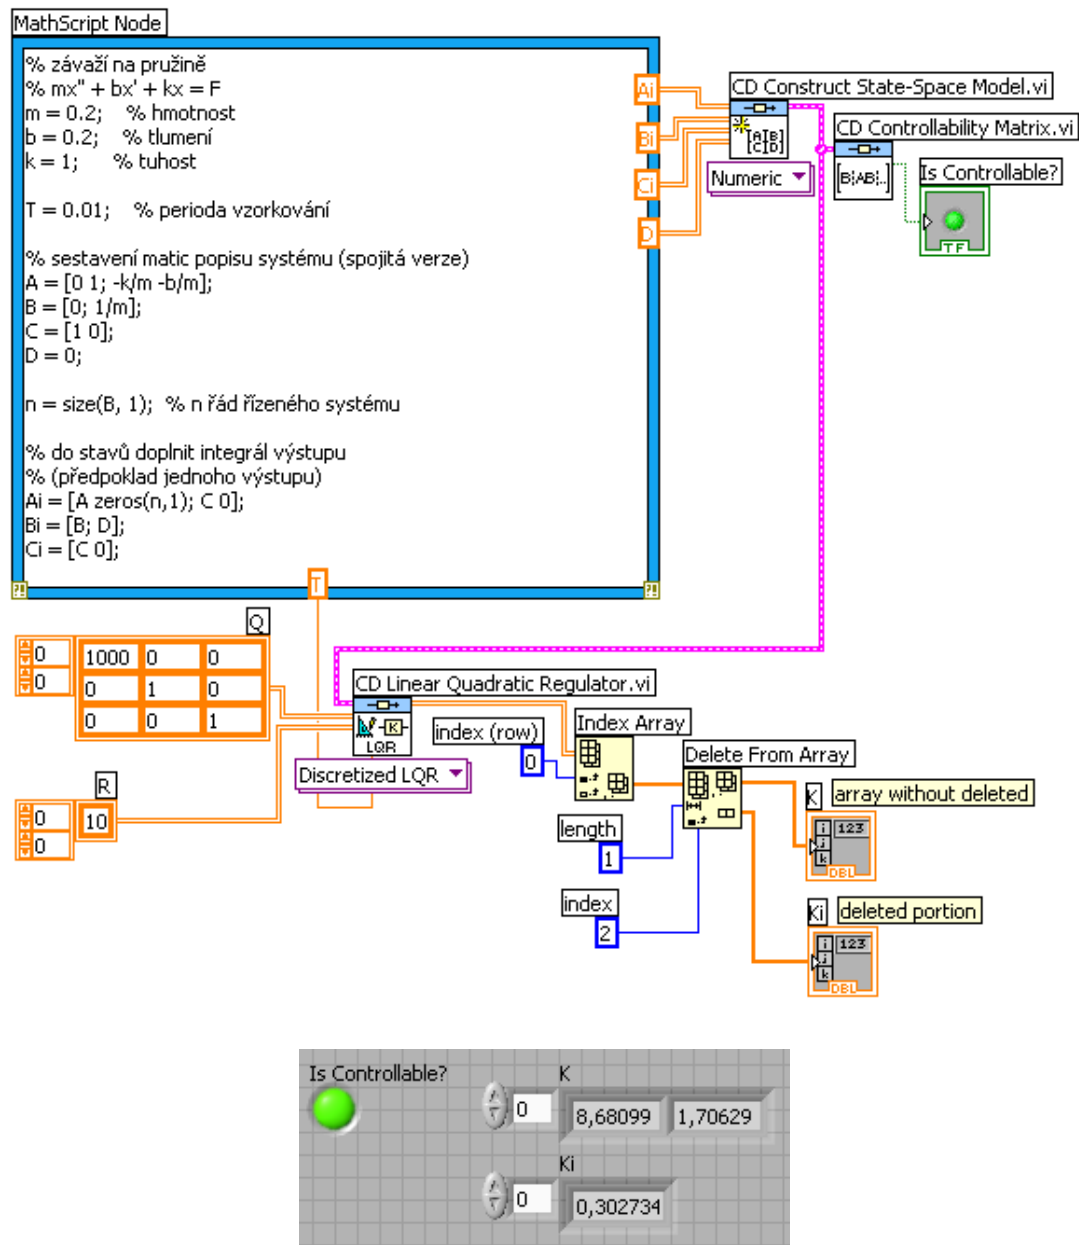 MathScript Node
% závaží na pružině
% mx" + bx' + kx = F
m = 0.2; % hmotnost
b = 0.2; % tlumení
k = 1; % tuhost
T = 0.01; % perioda vzorkování
% sestavení matic popisu systému (spojitá verze)
A = [0 1; -k/m -b/m];
B = [0; 1/m];
C = [1 0];
D = 0;
n = size(B, 1); % n řád řízeného systému
% do stavů doplnit integrál výstupu
% (předpoklad jednoho výstupu)
Ai = [A zeros(n,1); C 0];
Bi = [B; D];
Ci = [C 0];
Ai
Bi
Ci
D
T
CD Construct State-Space Model.vi
[A|B]
[C|D]
Numeric
CD Controllability Matrix.vi
[B;AB;..]
Is Controllable?
TF
Q
0
0
1000 0 0
0 1 0
0 0 1
R
0
0
10
CD Linear Quadratic Regulator.vi
K
LQR
Discretized LQR
index (row)
0
Index Array
Delete From Array
length
1
index
2
K
array without deleted
i
j
k
123
DBL
Ki
deleted portion
i
j
k
123
DBL
Is Controllable?
K
0
8,68099 1,70629
Ki
0
0,302734